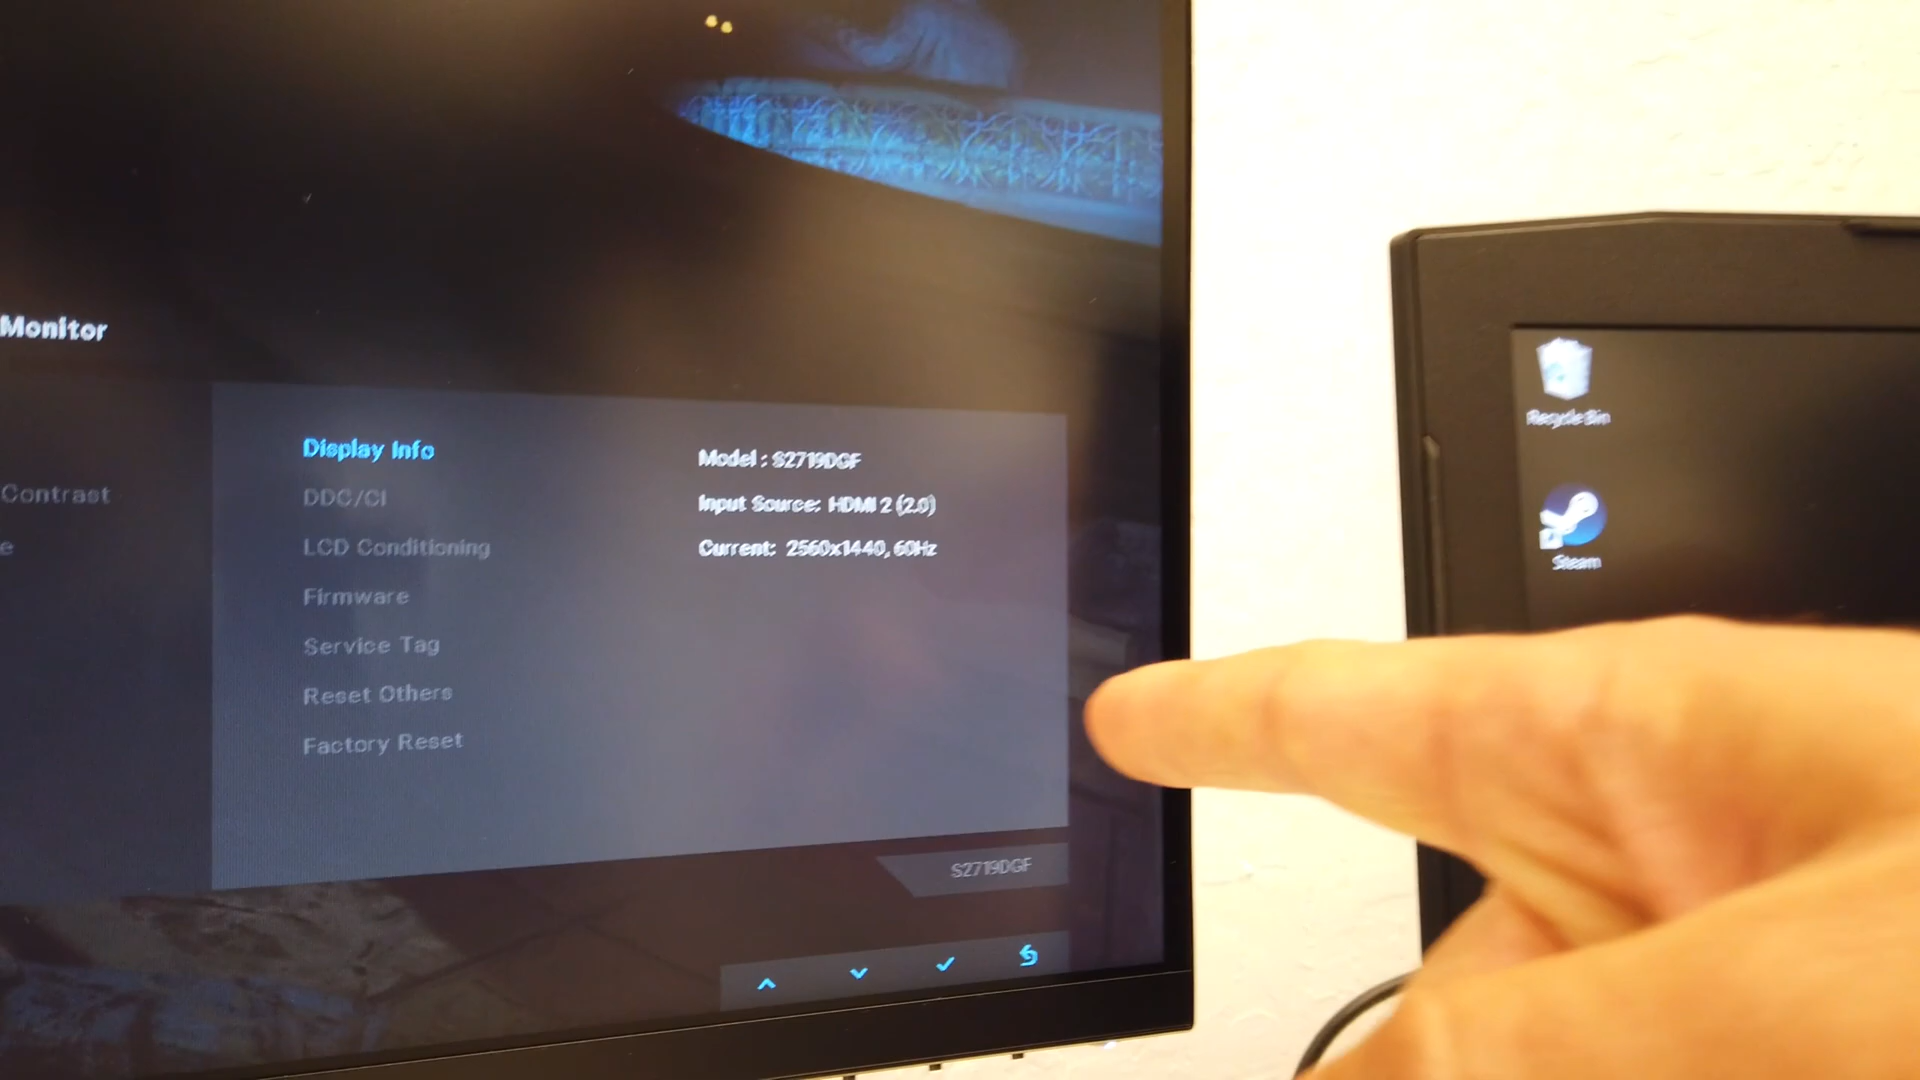 Monitor
Contrast
e
Display Info
DDC/CI
LCD Conditioning
Firmware
Service Tag
Reset Others
Factory Reset
Model : S2719DGF
Input Source: HDMI 2 (2.0)
Current: 2560x1440, 60Hz
S2719DGF
Recycle Bin
Steam